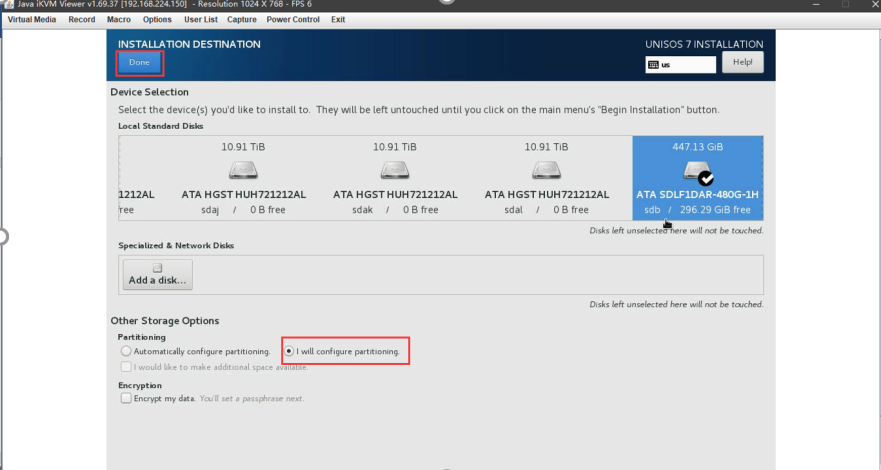 Java iKVM Viewer v1.69.37 [192.168.224.150] - Resolution 1024 X 768 - FPS 6
Virtual Media Record Macro Options User List Capture Power Control Exit
INSTALLATION DESTINATION
UNISOS 7 INSTALLATION
Done
us
Help!
Device Selection
Select the device(s) you'd like to install to. They will be left untouched until you click on the main menu's "Begin Installation" button.
Local Standard Disks
10.91 TiB 10.91 TiB 10.91 TiB 447.13 GiB
1212AL ATA HGST HUH721212AL ATA HGST HUH721212AL ATA HGST HUH721212AL ATA SDLF1DAR-480G-1H
ree sdaj / 0 B free sdak / 0 B free sdal / 0 B free sdb / 296.29 GiB free
Disks left unselected here will not be touched.
Specialized & Network Disks
Add a disk...
Disks left unselected here will not be touched.
Other Storage Options
Partitioning
Automatically configure partitioning. I will configure partitioning.
I would like to make additional space available.
Encryption
Encrypt my data. You'll set a passphrase next.